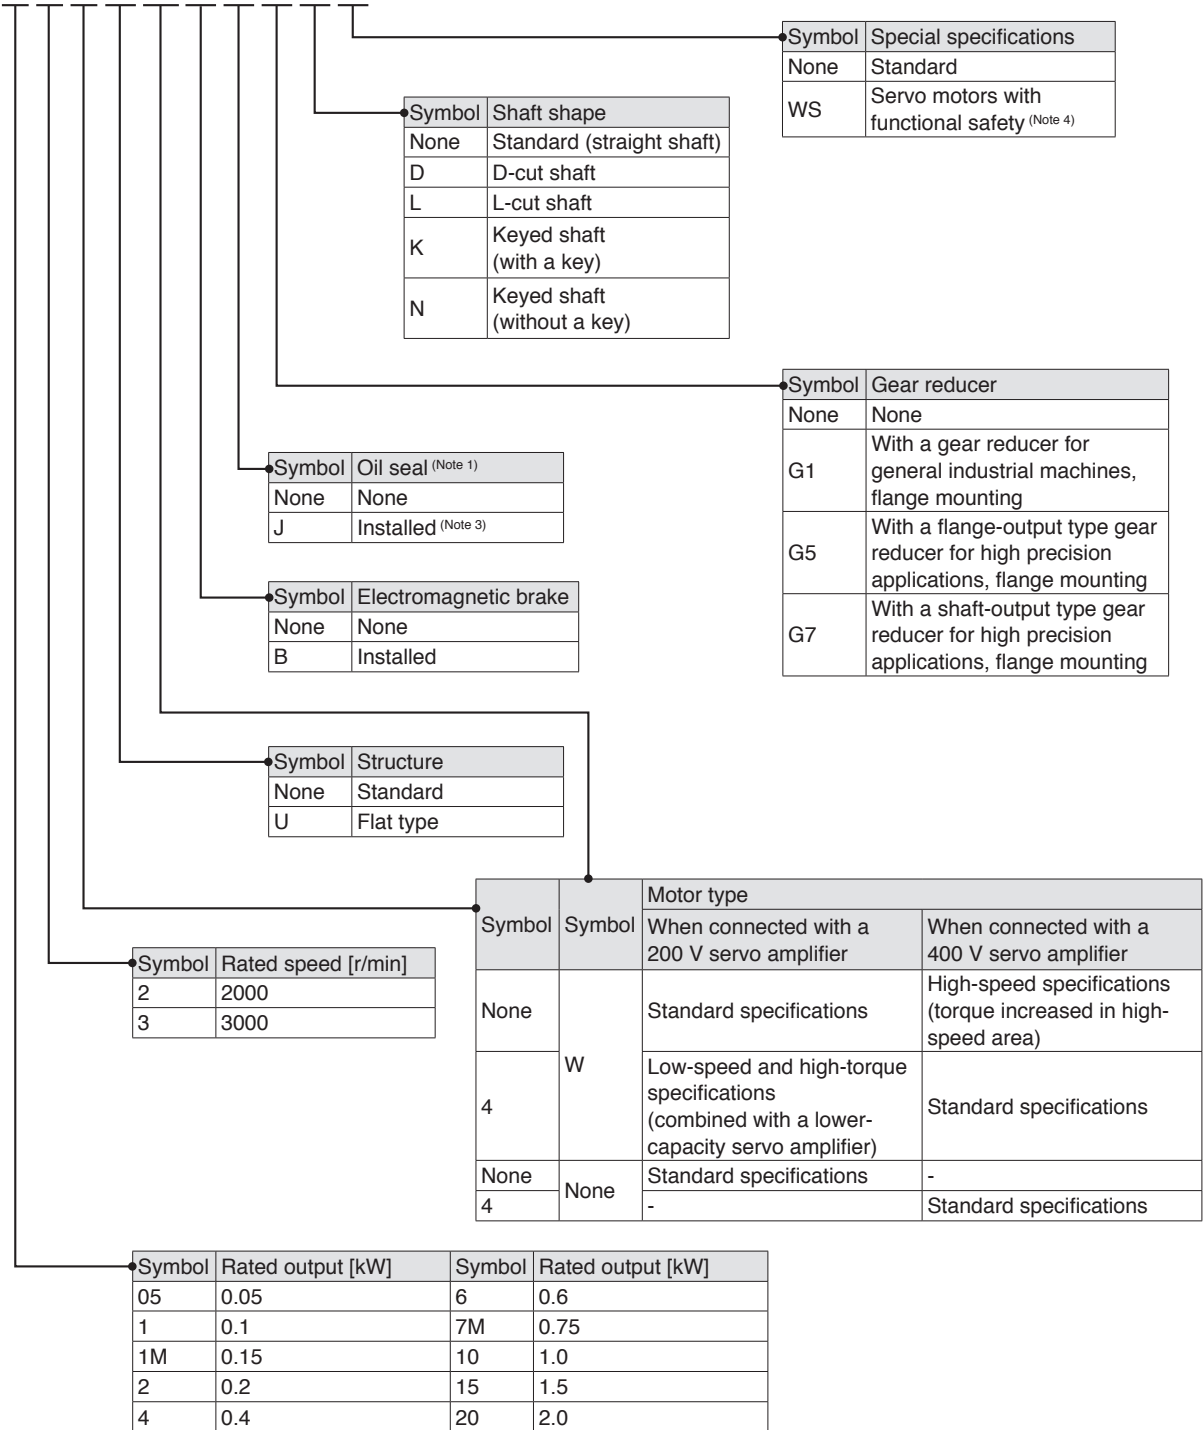 Symbol Special specifications
None Standard
WS Servo motors with
functional safety (Note 4)
Symbol Shaft shape
None Standard (straight shaft)
D D-cut shaft
L L-cut shaft
K Keyed shaft
(with a key)
N Keyed shaft
(without a key)
Symbol Gear reducer
None None
G1 With a gear reducer for
general industrial machines,
flange mounting
G5 With a flange-output type gear
reducer for high precision
applications, flange mounting
G7 With a shaft-output type gear
reducer for high precision
applications, flange mounting
Symbol Oil seal (Note 1)
None None
J Installed (Note 3)
Symbol Electromagnetic brake
None None
B Installed
Symbol Structure
None Standard
U Flat type
Symbol Symbol Motor type
When connected with a
200 V servo amplifier
When connected with a
400 V servo amplifier
None W Standard specifications
High-speed specifications
(torque increased in high-
speed area)
4 Low-speed and high-torque
specifications
(combined with a lower-
capacity servo amplifier)
Standard specifications
None None Standard specifications -
4 - Standard specifications
Symbol Rated speed [r/min]
2 2000
3 3000
Symbol Rated output [kW] Symbol Rated output [kW]
05 0.05 6 0.6
1 0.1 7M 0.75
1M 0.15 10 1.0
2 0.2 15 1.5
4 0.4 20 2.0